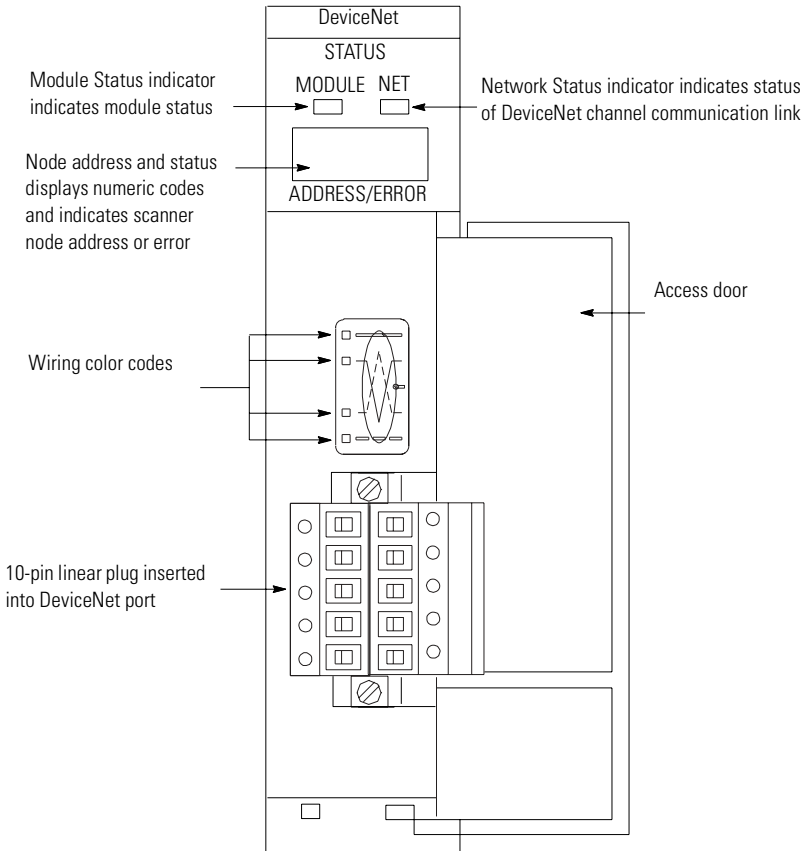 DeviceNet
STATUS
MODULE NET
Module Status indicator
indicates module status
Network Status indicator indicates status
of DeviceNet channel communication link
Node address and status
displays numeric codes
and indicates scanner
node address or error
ADDRESS/ERROR
Access door
Wiring color codes
10-pin linear plug inserted
into DeviceNet port